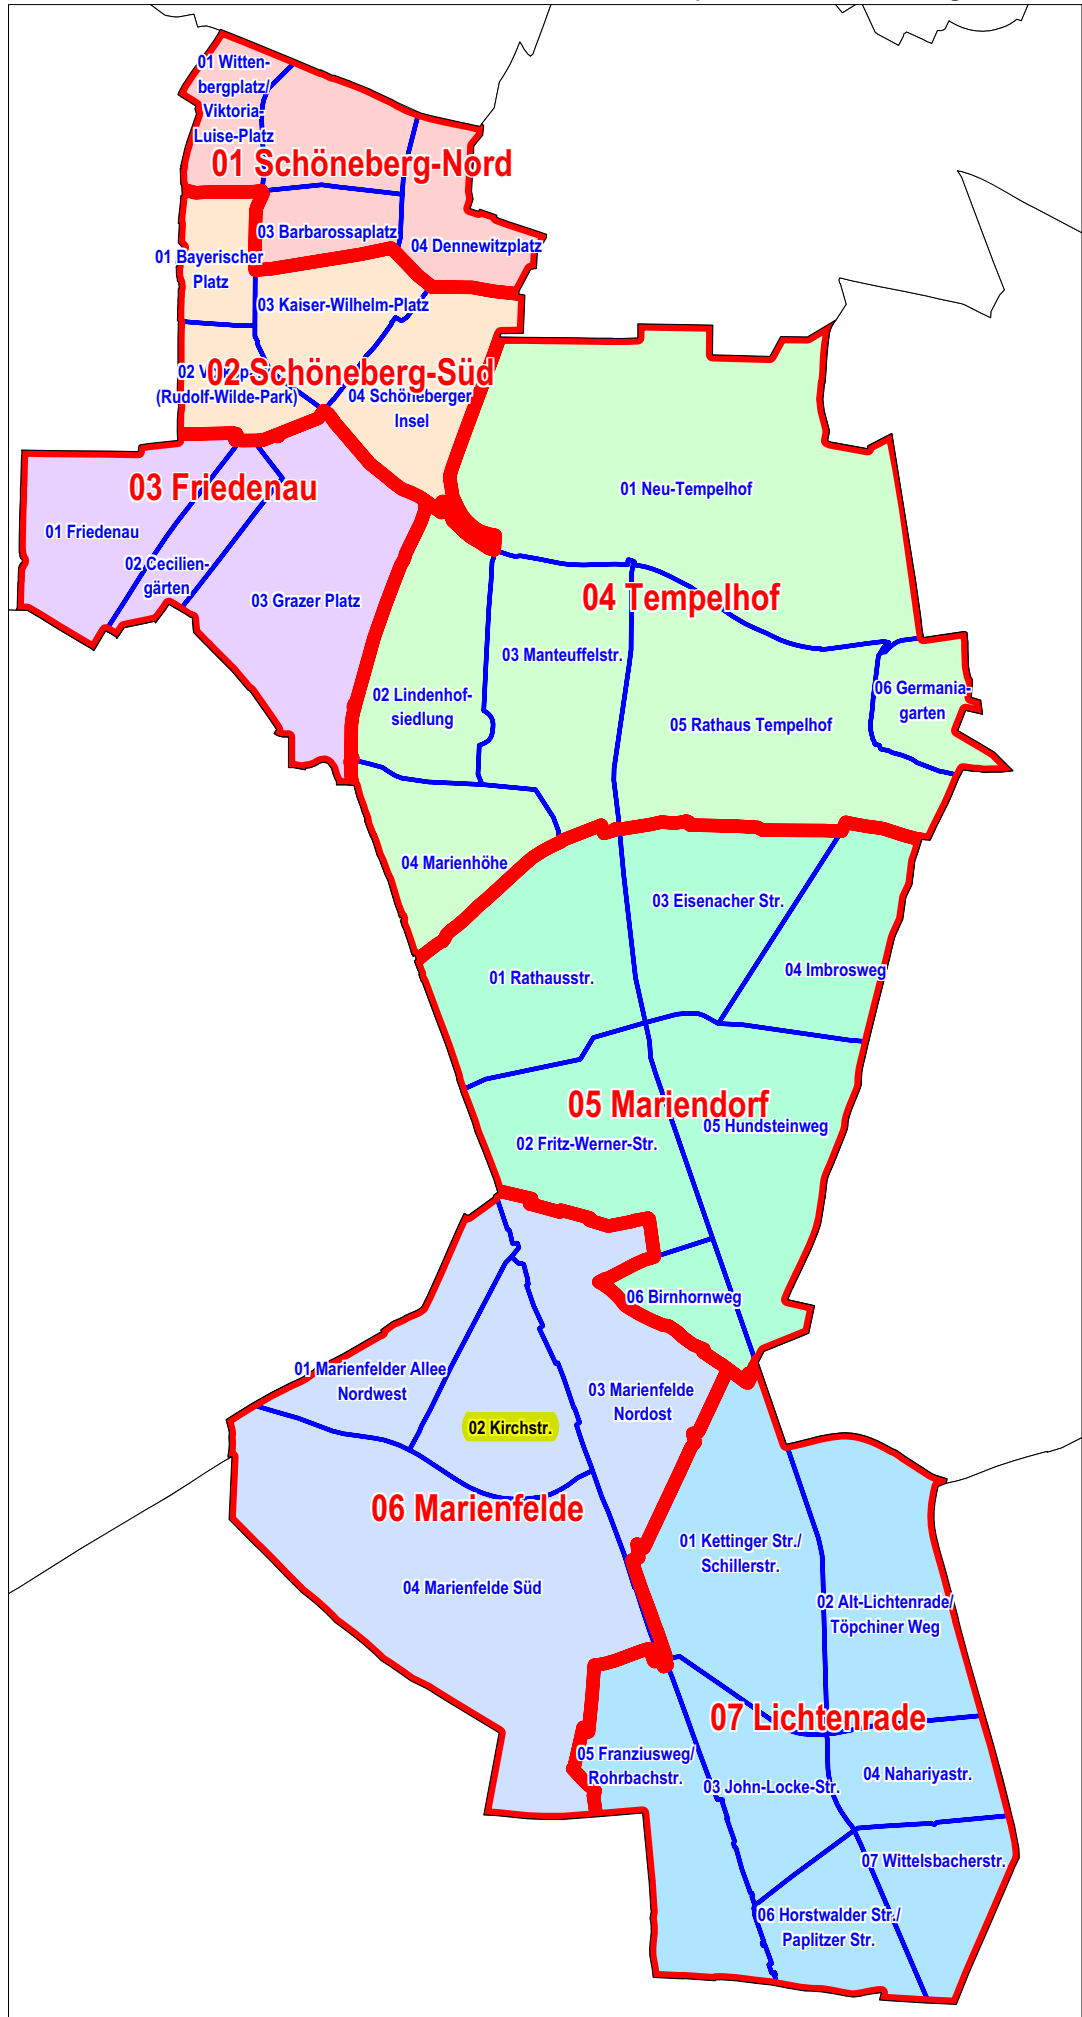 01 Witten-
bergplatz/
Viktoria-
Luise-Platz
01 Schöneberg-Nord
03 Barbarossaplatz
04 Dennewitzplatz
01 Bayerischer
Platz
03 Kaiser-Wilhelm-Platz
02 Schöneberg-Süd
02
(Rudolf-Wilde-Park)
04 Schöneberger
Insel
03 Friedenau
01 Friedenau
02 Cecilien-
gärten
03 Grazer Platz
01 Neu-Tempelhof
04 Tempelhof
03 Manteuffelstr.
02 Lindenhof-
siedlung
06 Germania-
garten
05 Rathaus Tempelhof
04 Marienhöhe
03 Eisenacher Str.
04 Imbrosweg
01 Rathausstr.
05 Mariendorf
05 Hundsteinweg
02 Fritz-Werner-Str.
06 Birnhornweg
01 Marienfelder Allee
Nordwest
03 Marienfelde
Nordost
02 Kirchstr.
06 Marienfelde
04 Marienfelde Süd
01 Kettinger Str./
Schillerstr.
02 Alt-Lichtenrade/
Töpchiner Weg
07 Lichtenrade
05 Franziusweg/
Rohrbachstr.
03 John-Locke-Str.
04 Nahariyastr.
07 Wittelsbacherstr.
06 Horstwalder Str./
Paplitzer Str.